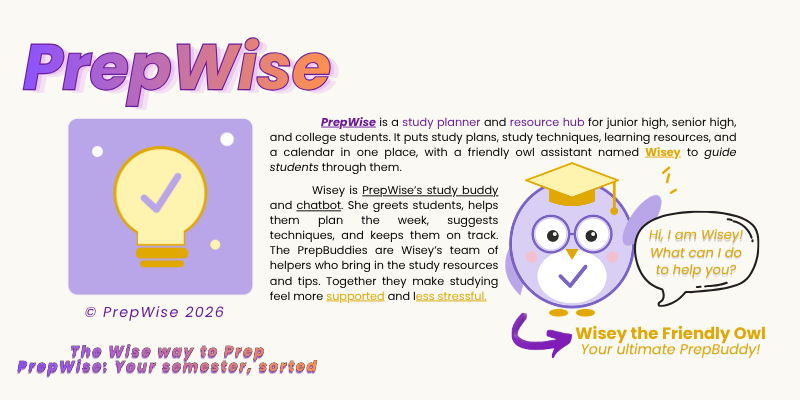 PrepWise
PrepWise is a study planner and resource hub for junior high, senior high,
and college students. It puts study plans, study techniques, learning resources, and
a calendar in one place, with a friendly owl assistant named Wisey to guide
students through them.
Wisey is PrepWise’s study buddy
and chatbot. She greets students, helps
them plan the week, suggests
techniques, and keeps them on track.
The PrepBuddies are Wisey’s team of
helpers who bring in the study resources
and tips. Together they make studying
feel more supported and less stressful.
Hi, I am Wisey!
What can I do
to help you?
© PrepWise 2026
Wisey the Friendly Owl
Your ultimate PrepBuddy!
The Wise way to Prep
PrepWise: Your semester, sorted